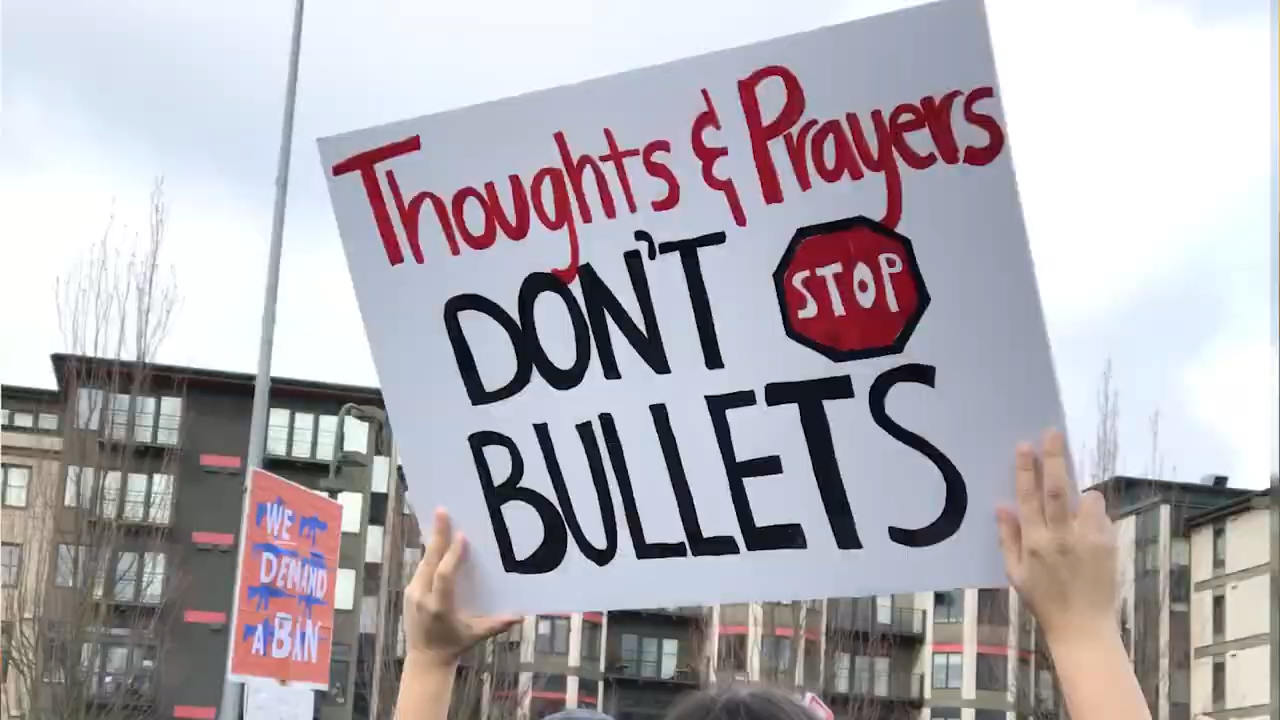 Thoughts & Prayers
DON'T STOP
BULLETS
WE
DEMAND
A BAN